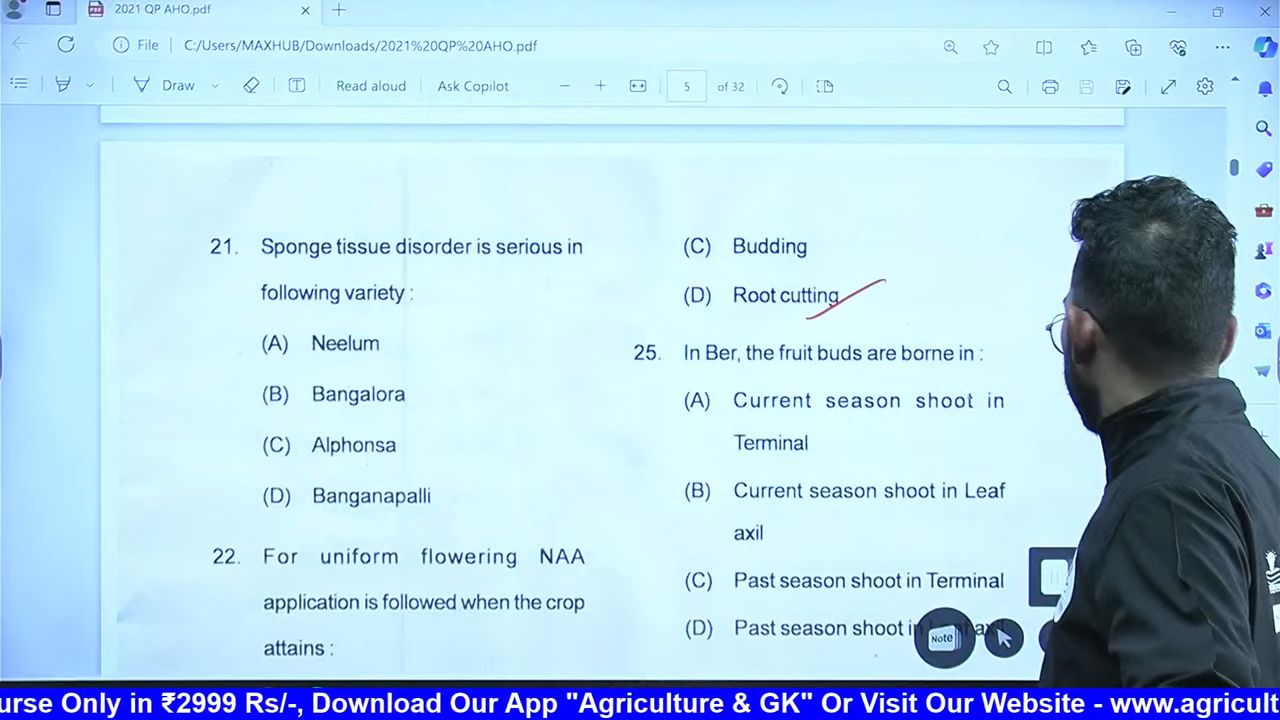 2021 QP AHO.pdf
File
C:/Users/MAXHUB/Downloads/2021%20QP%20AHO.pdf
Draw
Read aloud
Ask Copilot
5
of 32
21. Sponge tissue disorder is serious in
following variety :
(A) Neelum
(B) Bangalora
(C) Alphonsa
(D) Banganapalli
22. For uniform flowering NAA
application is followed when the crop
attains :
(C) Budding
(D) Root cutting
25. In Ber, the fruit buds are borne in :
(A) Current season shoot in
Terminal
(B) Current season shoot in Leaf
axil
(C) Past season shoot in Terminal
(D) Past season shoot in
Note
urse Only in ₹2999 Rs/-, Download Our App "Agriculture & GK" Or Visit Our Website - www.agricult